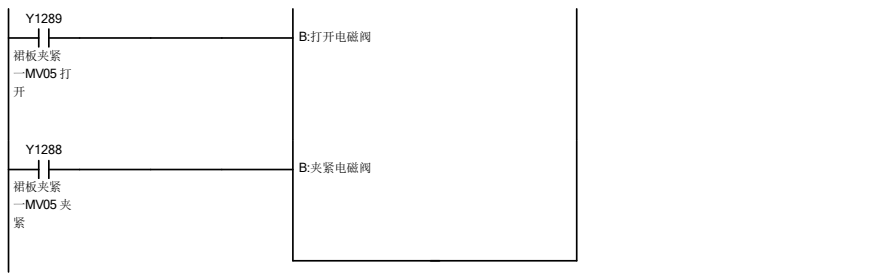 Y1289
B:打开电磁阀
裙板夹紧
一MV05 打
开
Y1288
B:夹紧电磁阀
裙板夹紧
一MV05 夹
紧